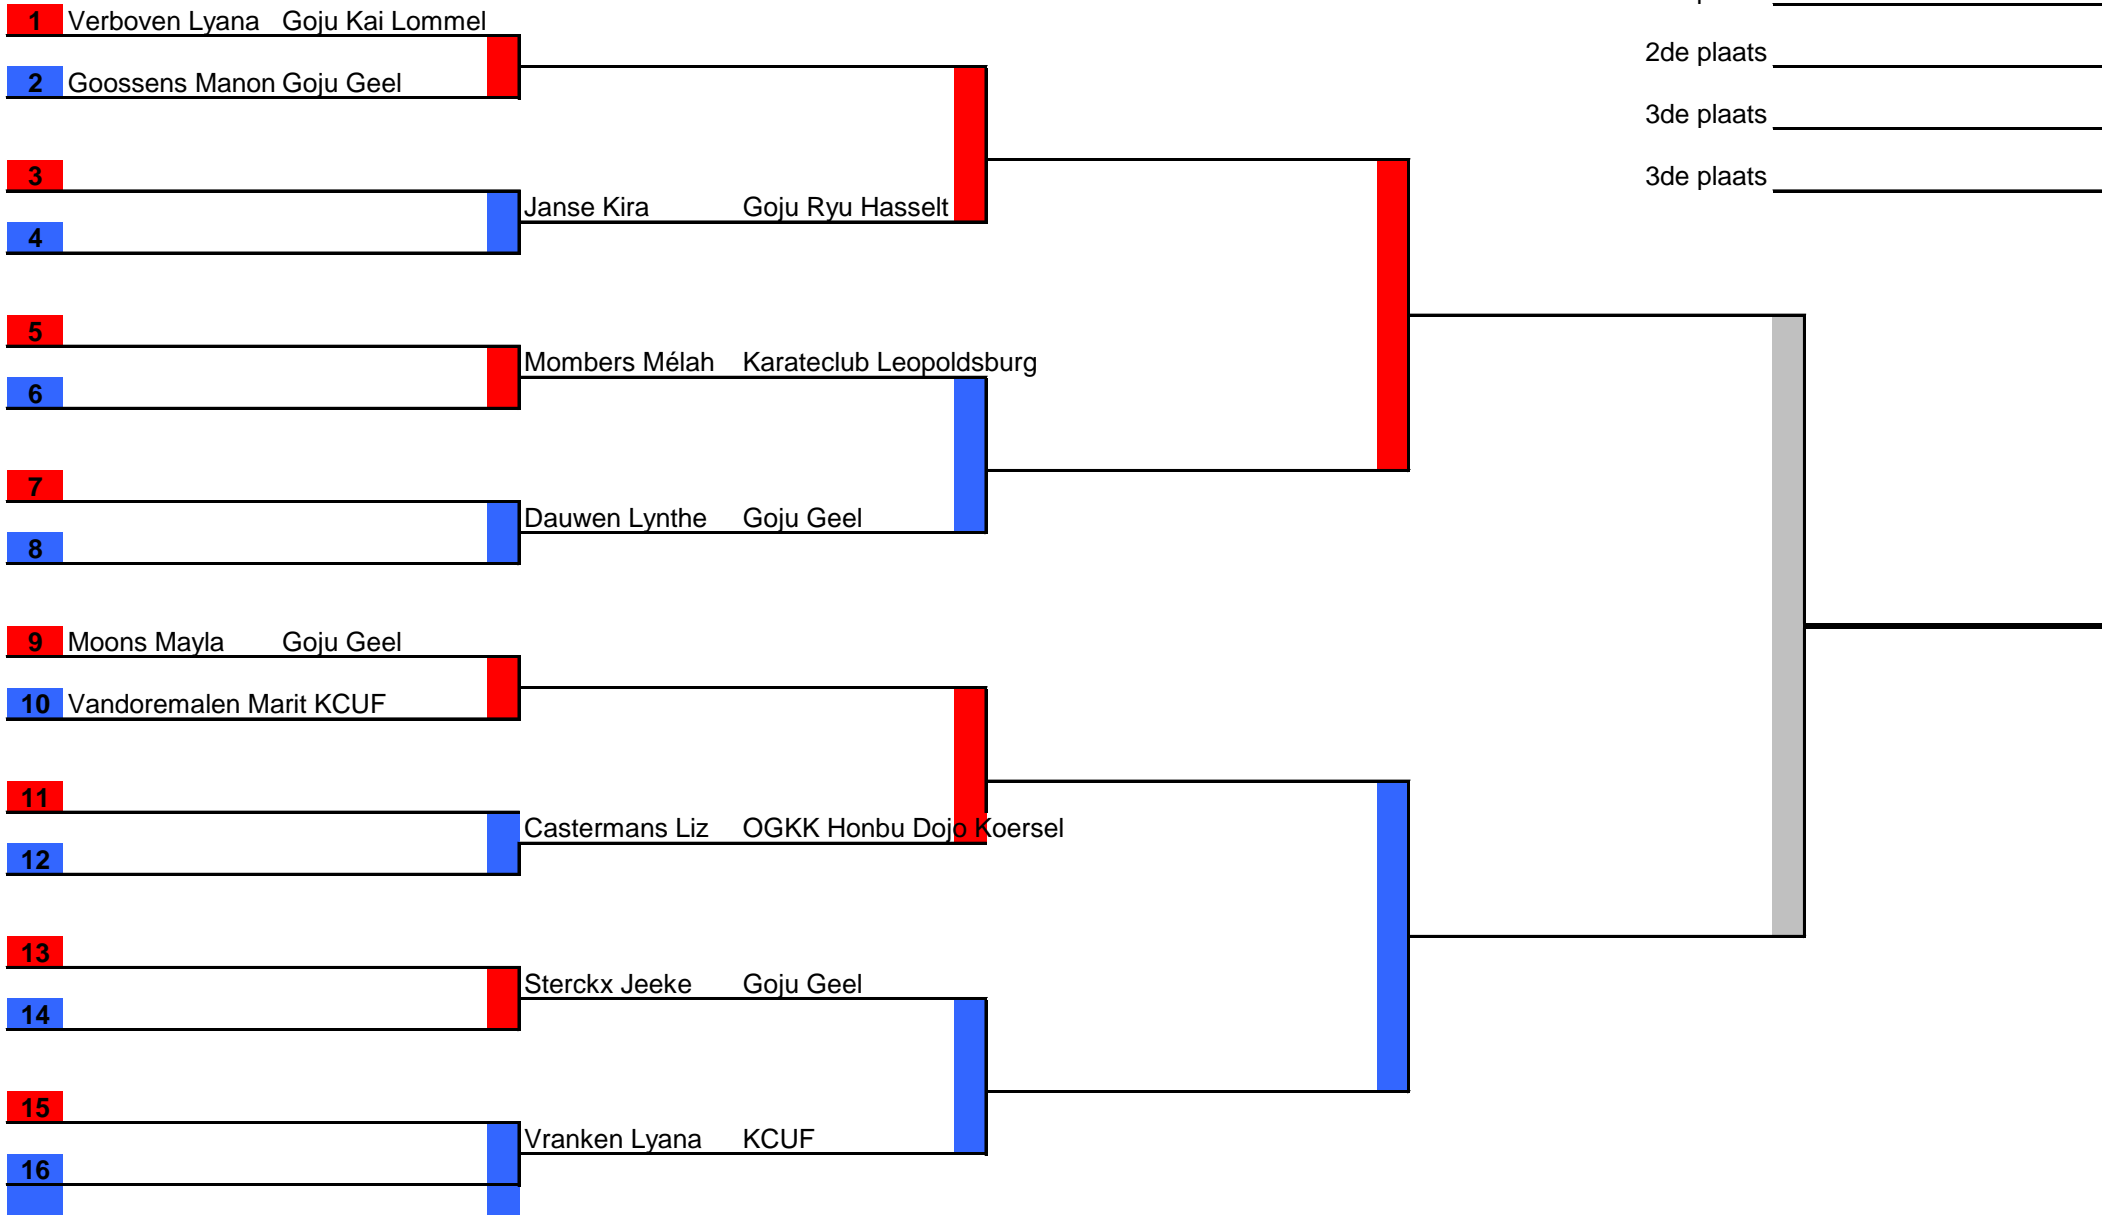 1 Verboven Lyana Goju Kai Lommel
2de plaats
2 Goossens Manon Goju Geel
3de plaats
3
3de plaats
Janse Kira Goju Ryu Hasselt
4
5
Mombers Mélah Karateclub Leopoldsburg
6
7
Dauwen Lynthe Goju Geel
8
9 Moons Mayla Goju Geel
10 Vandoremalen Marit KCUF
11
Castermans Liz OGKK Honbu Dojo Koersel
12
13
Sterckx Jeeke Goju Geel
14
15
Vranken Lyana KCUF
16